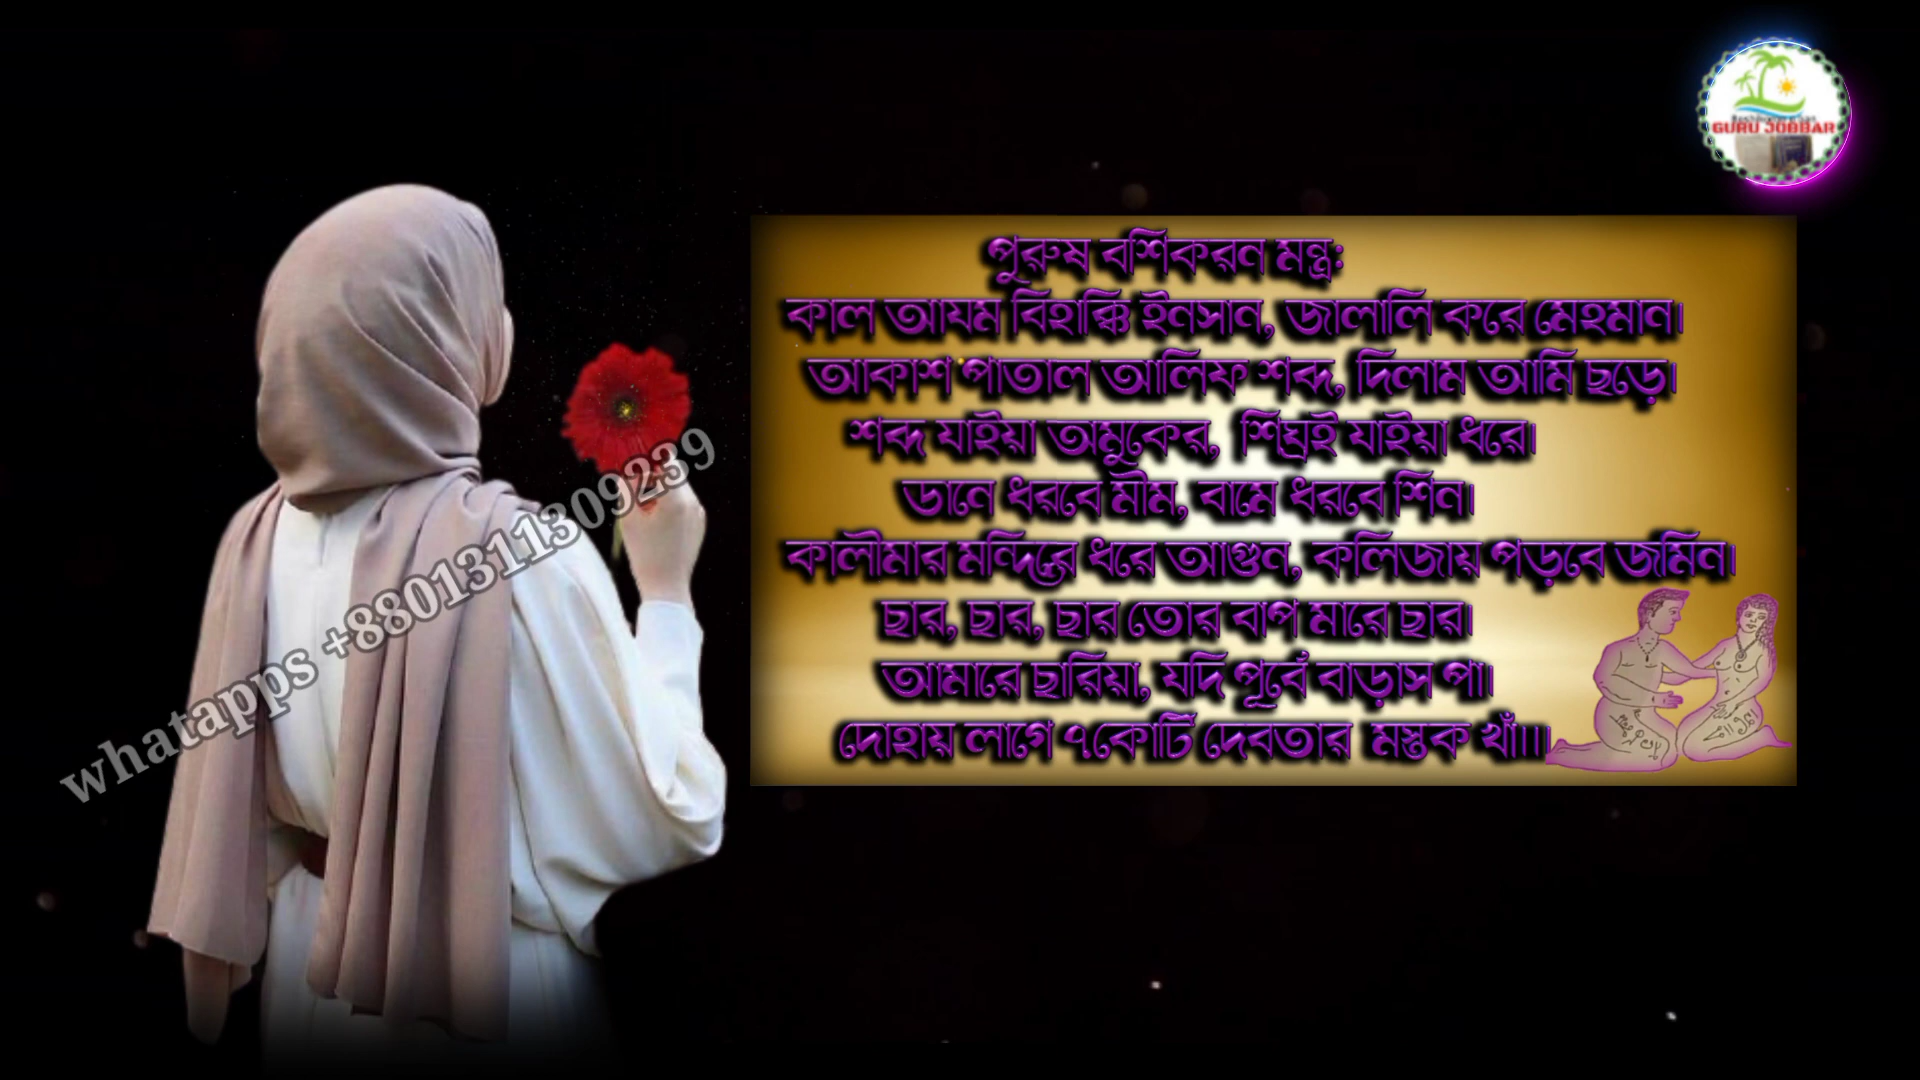 GURU JOBBAR
পুরুষ বশিকরন মন্ত্র:
কাল আযম বিহাক্কি ইনসান, জালালি করে মেহমান।
আকাশ পাতাল আলিফ শব্দ, দিলাম আমি ছড়ে।
শব্দ যাইয়া অমুকের, শিঘ্রই যাইয়া ধরে।
ডানে ধরবে মীম, বামে ধরবে শিন।
কালীমার মন্দিরে ধরে আগুন, কলিজায় পড়বে জমিন।
ছার, ছার, ছার তোর বাপ মারে ছার।
আমারে ছারিয়া, যদি পূর্বে বাড়াস পা।
দোহায় লাগে ৭কোটি দেবতার মস্তক খাঁ।।।
whatapps +8801311309239